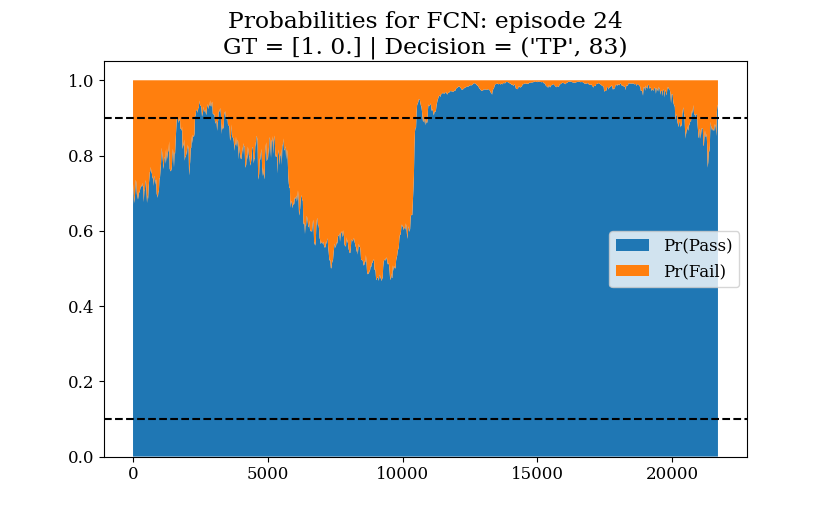 Probabilities for FCN: episode 24
GT = [1. 0.] | Decision = ('TP', 83)
1.0
0.8
0.6
0.4
0.2
0.0
Pr(Pass)
Pr(Fail)
0
5000
10000
15000
20000